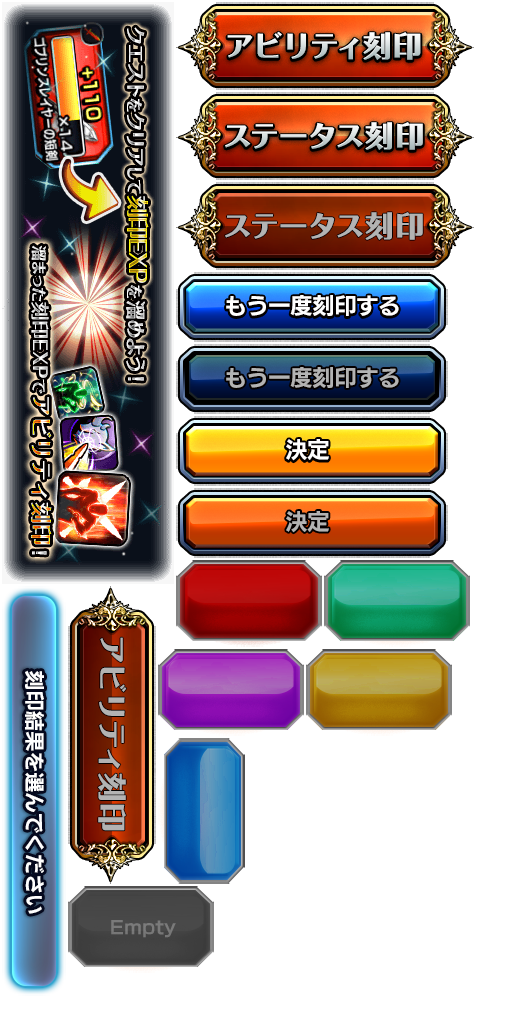 クエストをクリアして刻印EXPを溜めよう!
+110
×14
ゴブリンスレイヤーの短剣
溜まった刻印EXPでアビリティ刻印!
アビリティ刻印
ステータス刻印
ステータス刻印
もう一度刻印する
もう一度刻印する
決定
決定
刻印結果を選んでください
アビリティ刻印
Empty